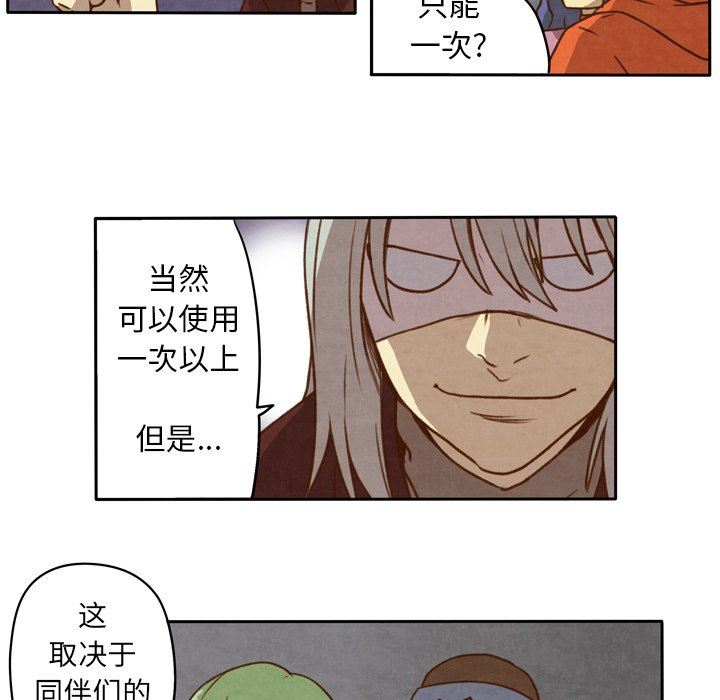 只能
一次?
当然
可以使用
一次以上
但是...
这
取决于
同伴们的